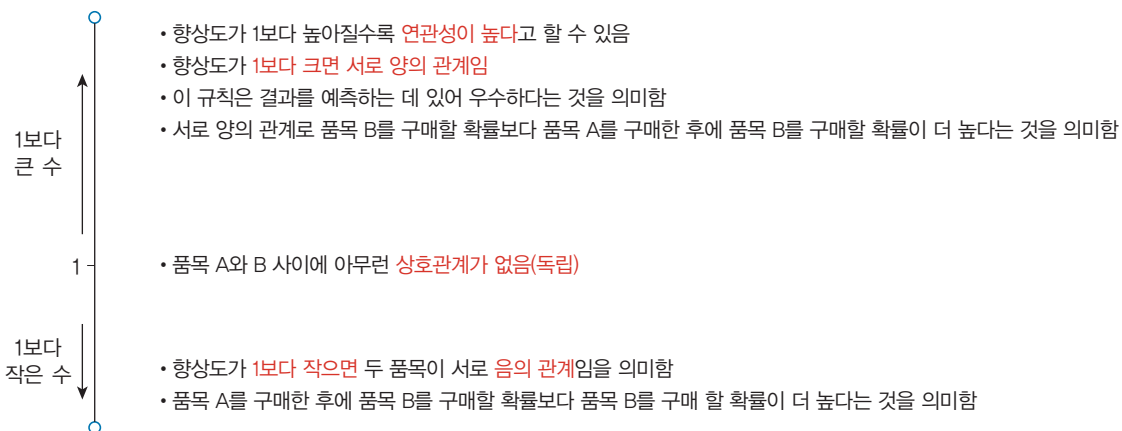 • 향상도가 1보다 높아질수록 연관성이 높다고 할 수 있음
• 향상도가 1보다 크면 서로 양의 관계임
• 이 규칙은 결과를 예측하는 데 있어 우수하다는 것을 의미함
• 서로 양의 관계로 품목 B를 구매할 확률보다 품목 A를 구매한 후에 품목 B를 구매할 확률이 더 높다는 것을 의미함
1보다
큰 수
1
• 품목 A와 B 사이에 아무런 상호관계가 없음(독립)
1보다
작은 수
• 향상도가 1보다 작으면 두 품목이 서로 음의 관계임을 의미함
• 품목 A를 구매한 후에 품목 B를 구매할 확률보다 품목 B를 구매 할 확률이 더 높다는 것을 의미함